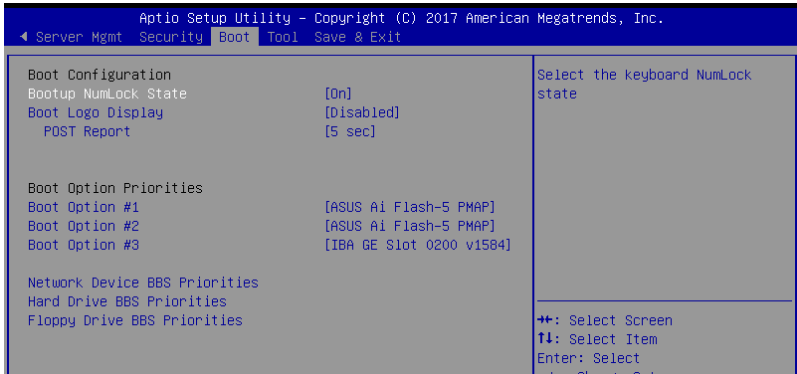 Aptio Setup Utility – Copyright (C) 2017 American Megatrends, Inc.
Server Mgmt Security Boot Tool Save & Exit
Boot Configuration
Bootup NumLock State [On]
Boot Logo Display [Disabled]
POST Report [5 sec]
Boot Option Priorities
Boot Option #1 [ASUS Ai Flash-5 PMAP]
Boot Option #2 [ASUS Ai Flash-5 PMAP]
Boot Option #3 [IBA GE Slot 0200 v1584]
Network Device BBS Priorities
Hard Drive BBS Priorities
Floppy Drive BBS Priorities
Select the keyboard NumLock
state
→←: Select Screen
↑↓: Select Item
Enter: Select